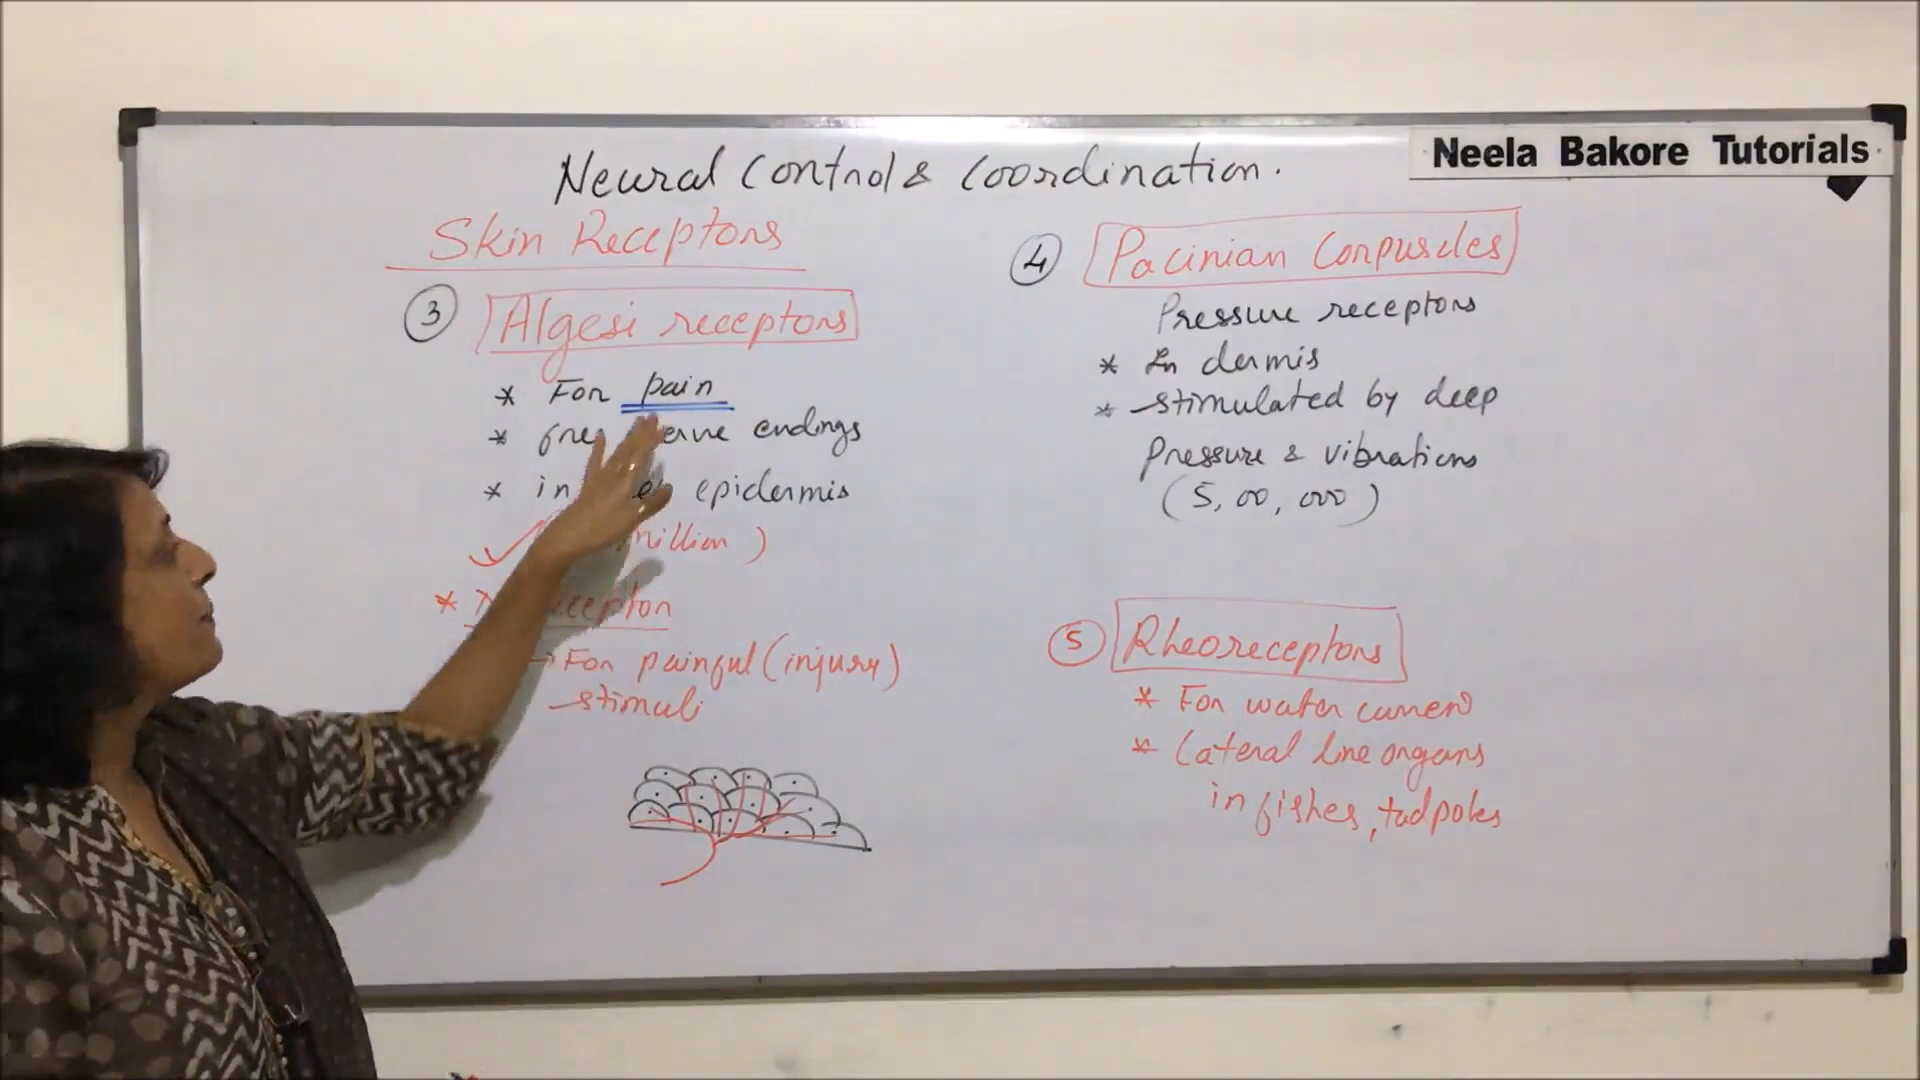 Neela Bakore Tutorials
Neural Control & Coordination.
Skin Receptors
3 Algesi receptors
* For pain
* nerve endings
* in epidermis
million )
*
→ For painful (injury)
stimuli
4 Pacinian Corpuscles
Pressure receptors
* In dermis
* stimulated by deep
Pressure & vibrations
(5,00,000)
5 Rheoreceptors
* For water current
* Lateral line organs
in fishes, tadpoles